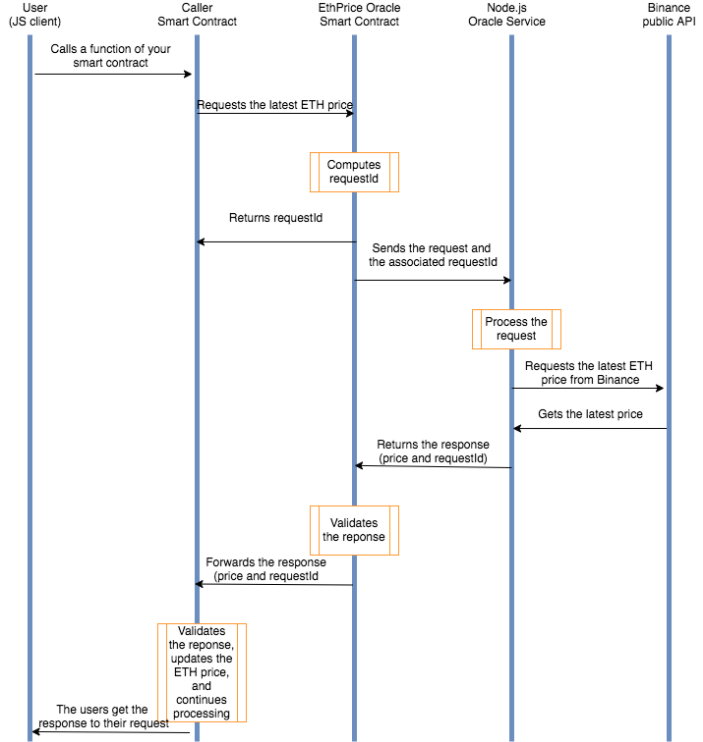 User
(JS client)
Caller
Smart Contract
EthPrice Oracle
Smart Contract
Node.js
Oracle Service
Binance
public API
Calls a function of your
smart contract
Requests the latest ETH price
Computes
requestId
Returns requestId
Sends the request and
the associated requestId
Process the
request
Requests the latest ETH
price from Binance
Gets the latest price
Returns the response
(price and requestId)
Validates
the reponse
Forwards the response
(price and requestId
Validates
the reponse,
updates the
ETH price,
and
continues
processing
The users get the
response to their request